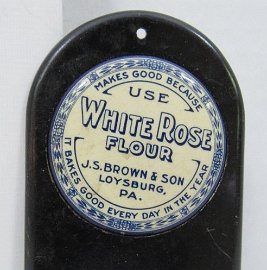 MAKES GOOD BECAUSE
USE
WHITE ROSE
FLOUR
J.S. BROWN & SON
LOYSBURG,
PA.
IT BAKES GOOD EVERY DAY IN THE YEAR